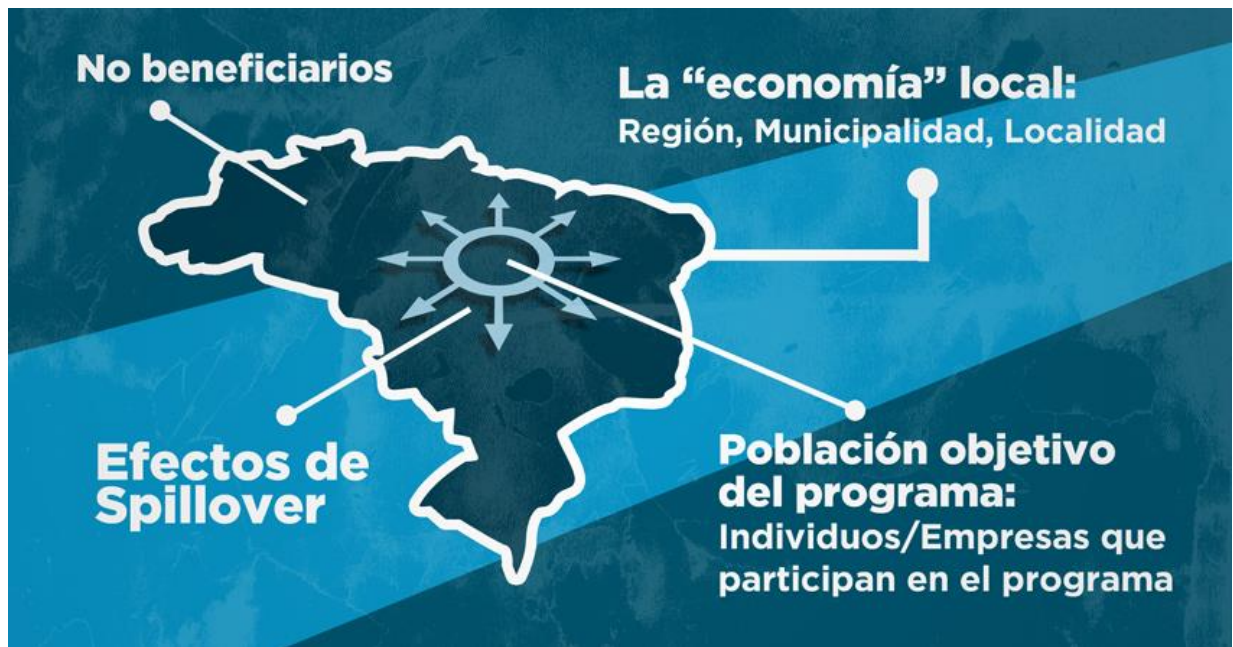 No beneficiarios
La “economía” local:
Región, Municipalidad, Localidad
Efectos de
Spillover
Población objetivo
del programa:
Individuos/Empresas que
participan en el programa